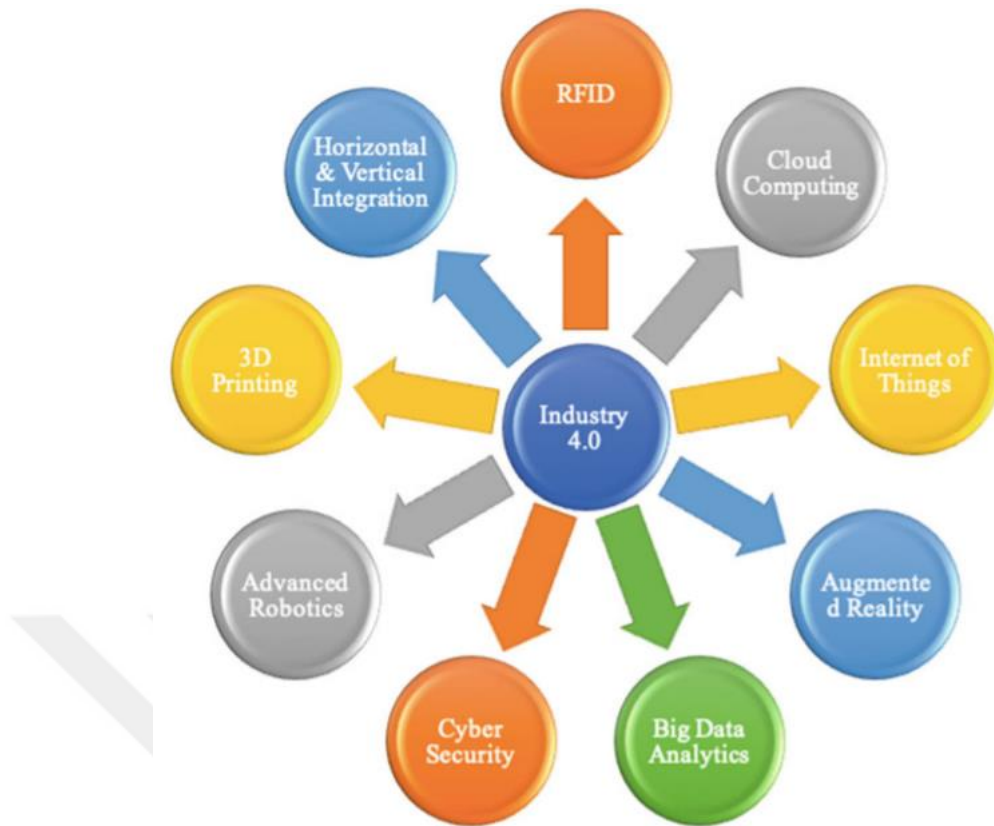 RFID
Cloud
Computing
Internet of
Things
Augmente
d Reality
Big Data
Analytics
Cyber
Security
Advanced
Robotics
3D
Printing
Horizontal
& Vertical
Integration
Industry
4.0